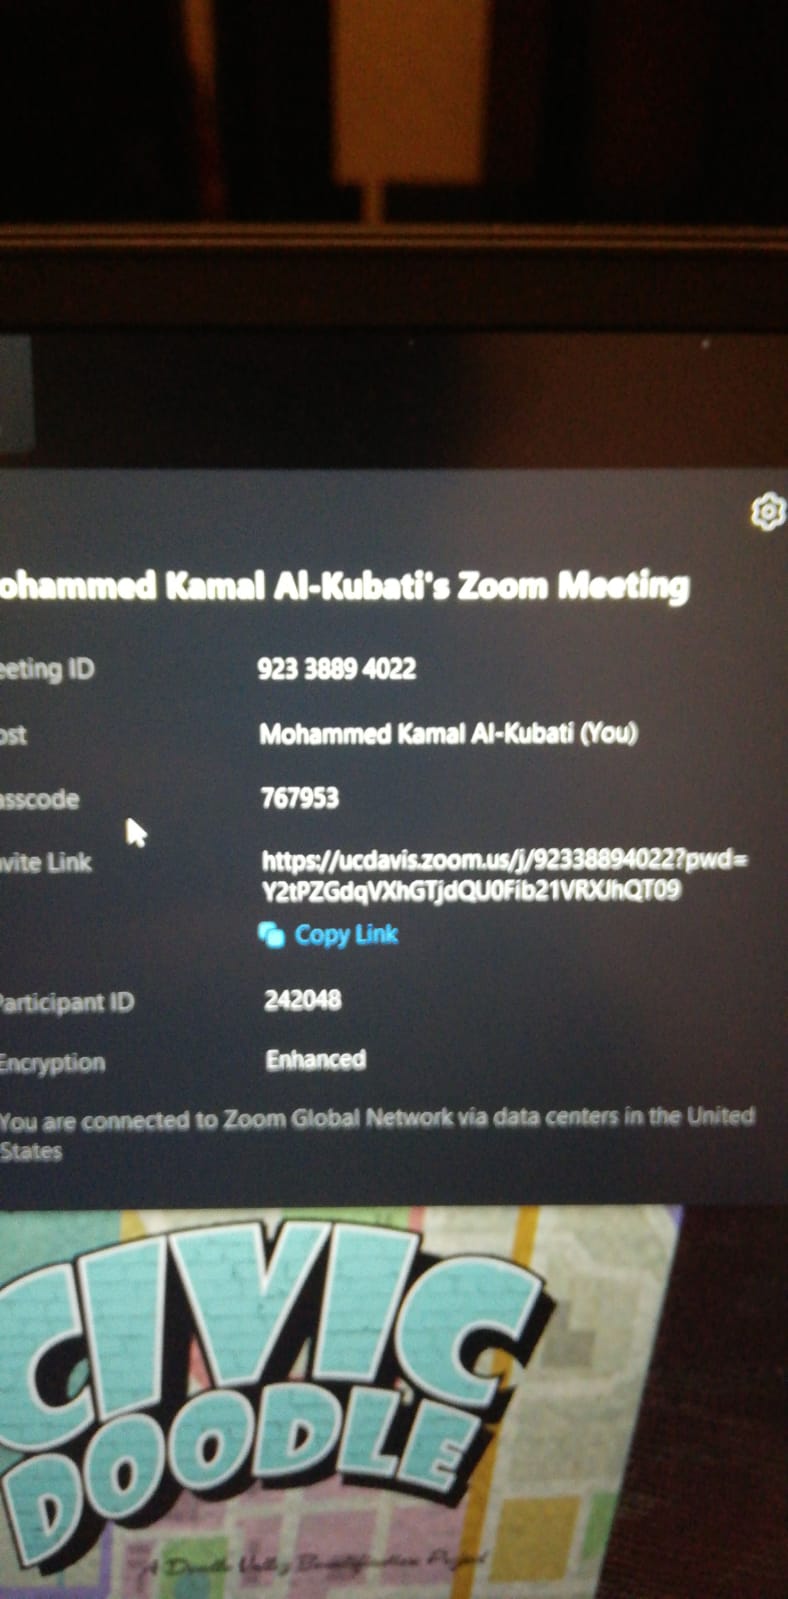 ohammed Kamal Al-Kubati's Zoom Meeting
eeting ID 923 3889 4022
ost Mohammed Kamal Al-Kubati (You)
asscode 767953
vite Link https://ucdavis.zoom.us/j/92338894022?pwd=
Y2tPZGdqVXhGTjdQU0Fib21VRXJhQT09
Copy Link
Participant ID 242048
Encryption Enhanced
You are connected to Zoom Global Network via data centers in the United
States
CIVIC
DOODLE
A Doodle Valley Beautification Project